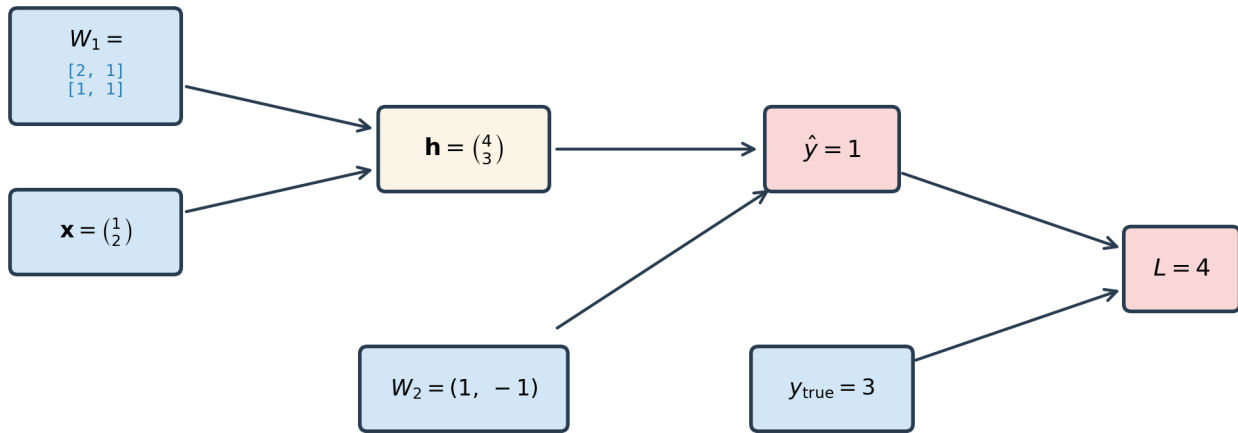 W₁ =
[2, 1]
[1, 1]
x = (1 2)
h = (4 3)
W₂ = (1, −1)
ŷ = 1
y_true = 3
L = 4